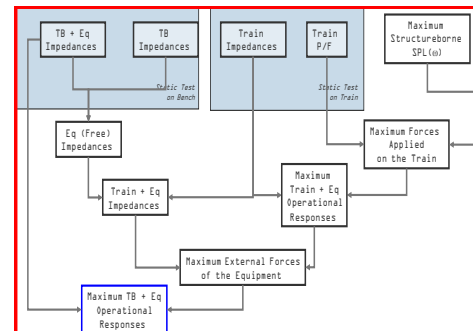 TB + Eq
Impedances
TB
Impedances
Train
Impedances
Train
P/F
Maximum
Structureborne
SPL(ω)
Static Test
on Bench
Static Test
on Train
Eq (Free)
Impedances
Maximum Forces
Applied
on the Train
Train + Eq
Impedances
Maximum
Train + Eq
Operational
Responses
Maximum External Forces
of the Equipment
Maximum TB + Eq
Operational
Responses